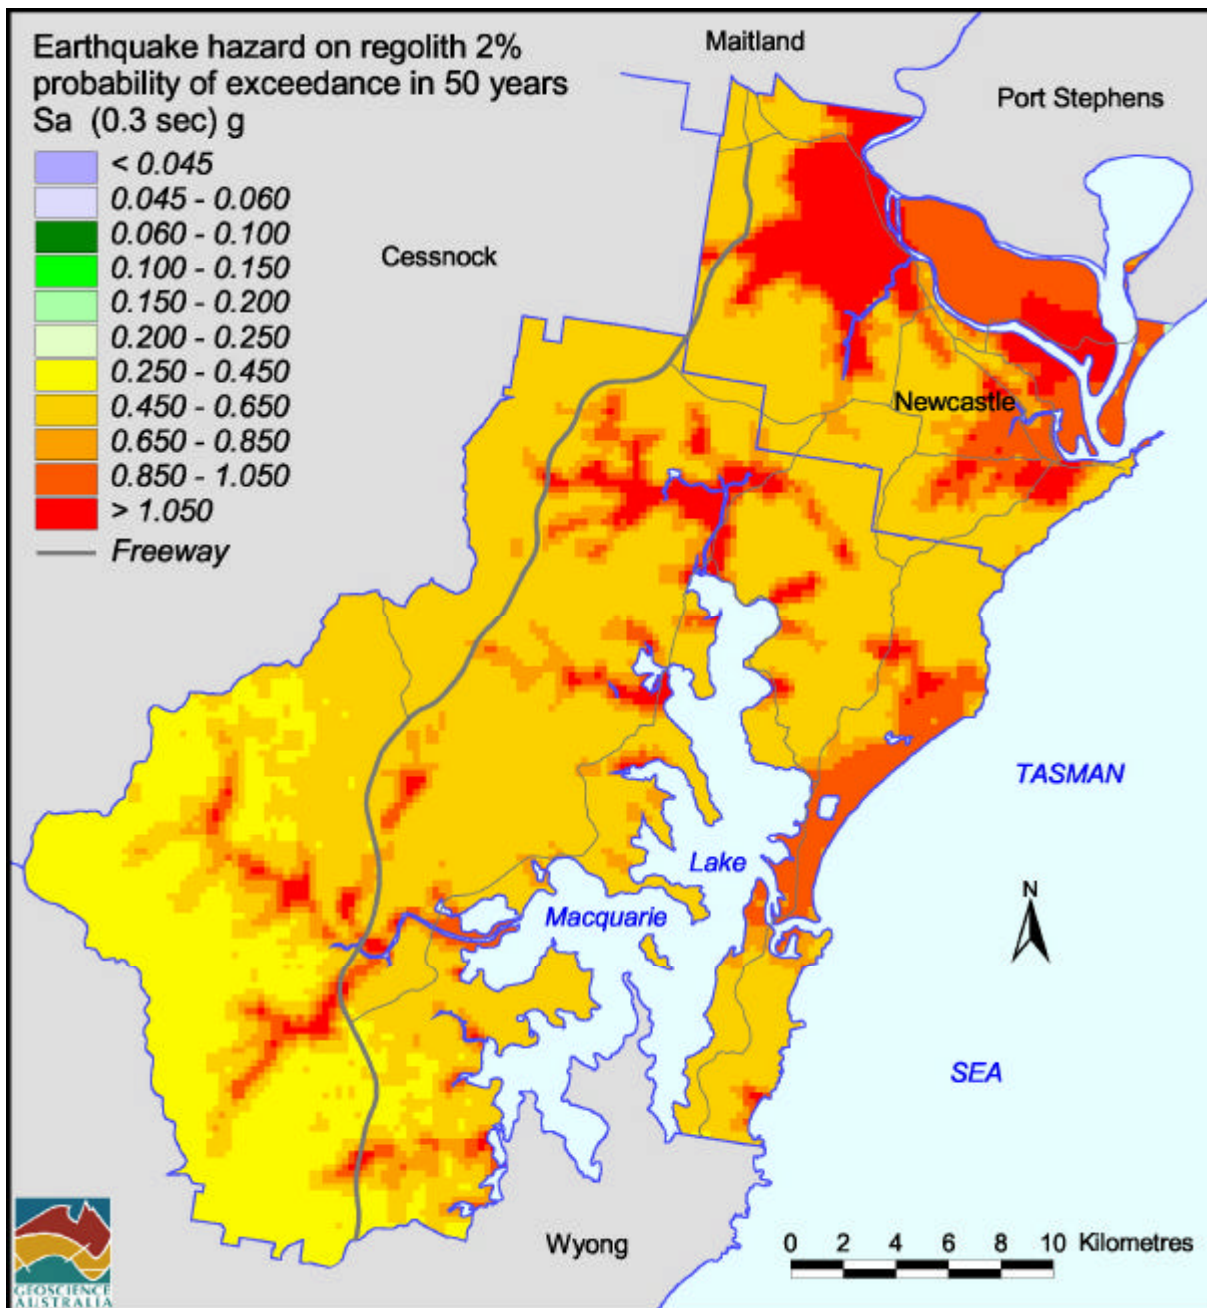 Earthquake hazard on regolith 2%
probability of exceedance in 50 years
Sa (0.3 sec) g
< 0.045
0.045 - 0.060
0.060 - 0.100
0.100 - 0.150
0.150 - 0.200
0.200 - 0.250
0.250 - 0.450
0.450 - 0.650
0.650 - 0.850
0.850 - 1.050
> 1.050
Freeway
Maitland
Port Stephens
Cessnock
Newcastle
TASMAN
Lake
Macquarie
N
SEA
Wyong
0 2 4 6 8 10 Kilometres
GEOSCIENCE
AUSTRALIA